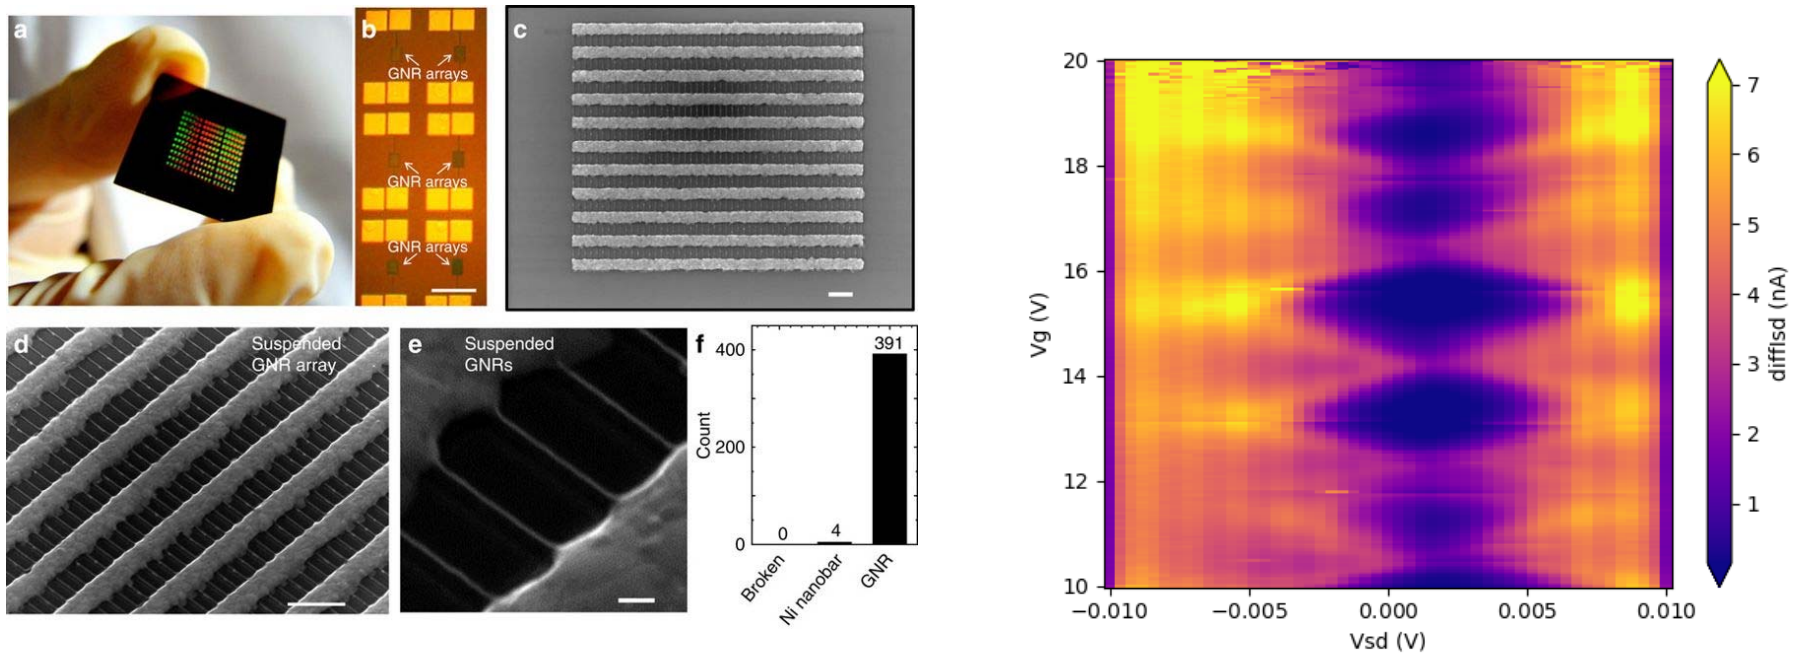 a
b
GNR arrays
GNR arrays
GNR arrays
c
d
Suspended
GNR array
e
Suspended
GNRs
f
Count
400
200
0
0
4
391
Broken
Ni nanobar
GNR
Vg (V)
20
18
16
14
12
10
−0.010
−0.005
0.000
0.005
0.010
Vsd (V)
7
6
5
4
3
2
1
diffIsd (nA)